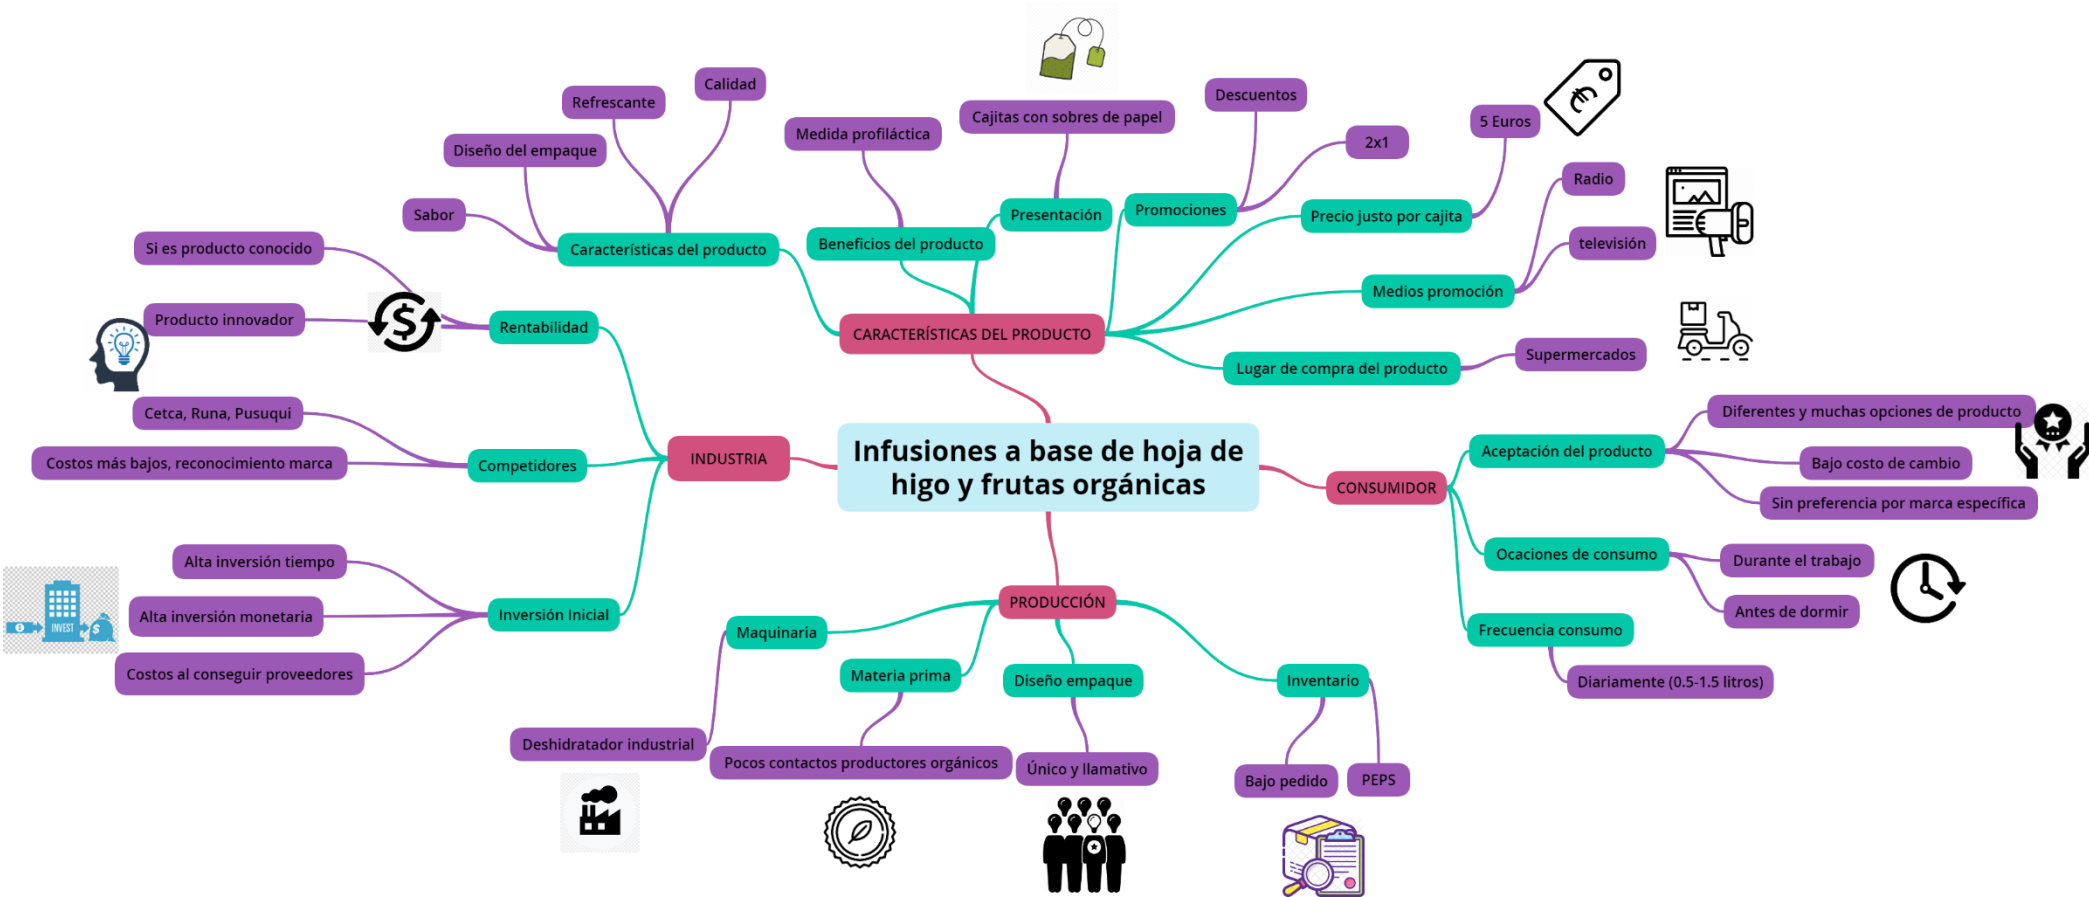 Calidad
Refrescante
Diseño del empaque
Sabor
Características del producto
Medida profiláctica
Beneficios del producto
Cajitas con sobres de papel
Presentación
Descuentos
2x1
Promociones
5 Euros
Precio justo por cajita
Radio
televisión
Medios promoción
Supermercados
Lugar de compra del producto
CARACTERÍSTICAS DEL PRODUCTO
Si es producto conocido
Producto innovador
$
Rentabilidad
Cetca, Runa, Pusuqui
Costos más bajos, reconocimiento marca
Competidores
INDUSTRIA
Alta inversión tiempo
Alta inversión monetaria
Costos al conseguir proveedores
Inversión Inicial
$
INVEST
$
Infusiones a base de hoja de
higo y frutas orgánicas
CONSUMIDOR
Aceptación del producto
Diferentes y muchas opciones de producto
Bajo costo de cambio
Sin preferencia por marca específica
Ocaciones de consumo
Durante el trabajo
Antes de dormir
Frecuencia consumo
Diariamente (0.5-1.5 litros)
PRODUCCIÓN
Maquinaria
Deshidratador industrial
Materia prima
Pocos contactos productores orgánicos
Diseño empaque
Único y llamativo
Inventario
Bajo pedido
PEPS
€